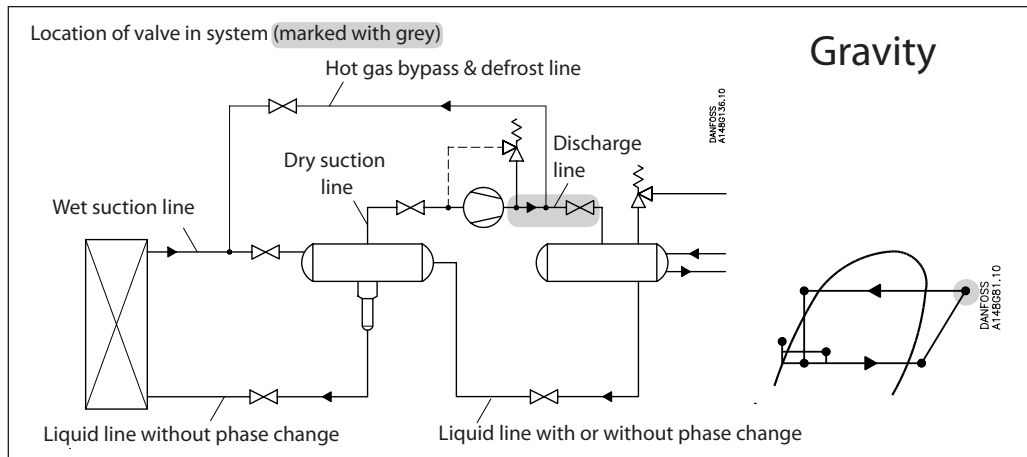 Location of valve in system (marked with grey)
Gravity
Hot gas bypass & defrost line
DANFOSS
A148G136.10
Dry suction
line
Discharge
line
Wet suction line
DANFOSS
A148G81.10
Liquid line without phase change
Liquid line with or without phase change